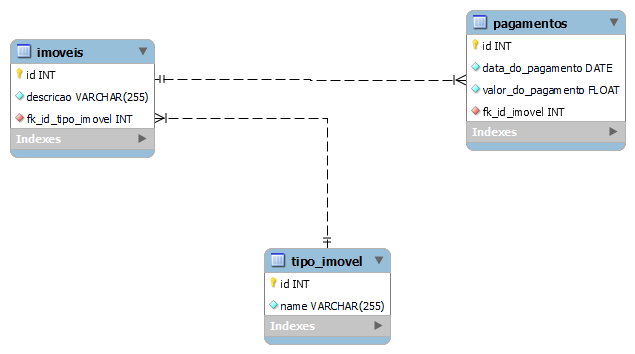 imoveis
id INT
descricao VARCHAR(255)
fk_id_tipo_imovel INT
Indexes
pagamentos
id INT
data_do_pagamento DATE
valor_do_pagamento FLOAT
fk_id_imovel INT
Indexes
tipo_imovel
id INT
name VARCHAR(255)
Indexes